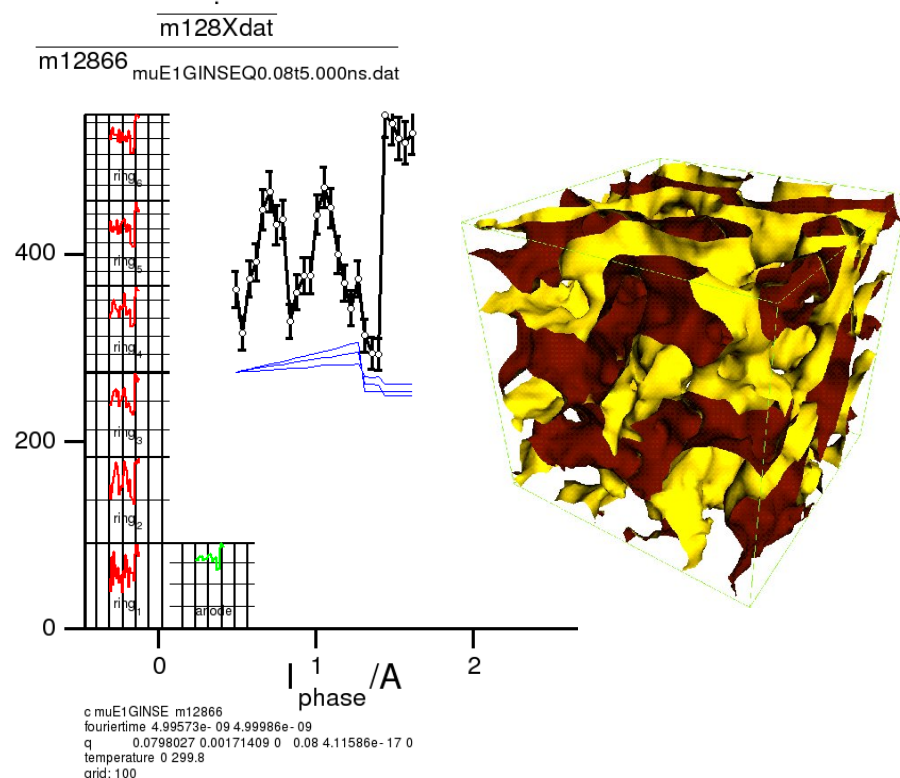 m128Xdat
m12866 muE1GINSEQ0.08t5.000ns.dat
ring6
ring5
400
ring4
ring3
200
ring2
ring1
anode
0
0 1 2
Iphase/A
c muE1GINSE m12866
fouriertime 4.99573e-09 4.99986e-09
q 0.0798027 0.00171409 0 0.08 4.11586e-17 0
temperature 0 299.8
grid: 100